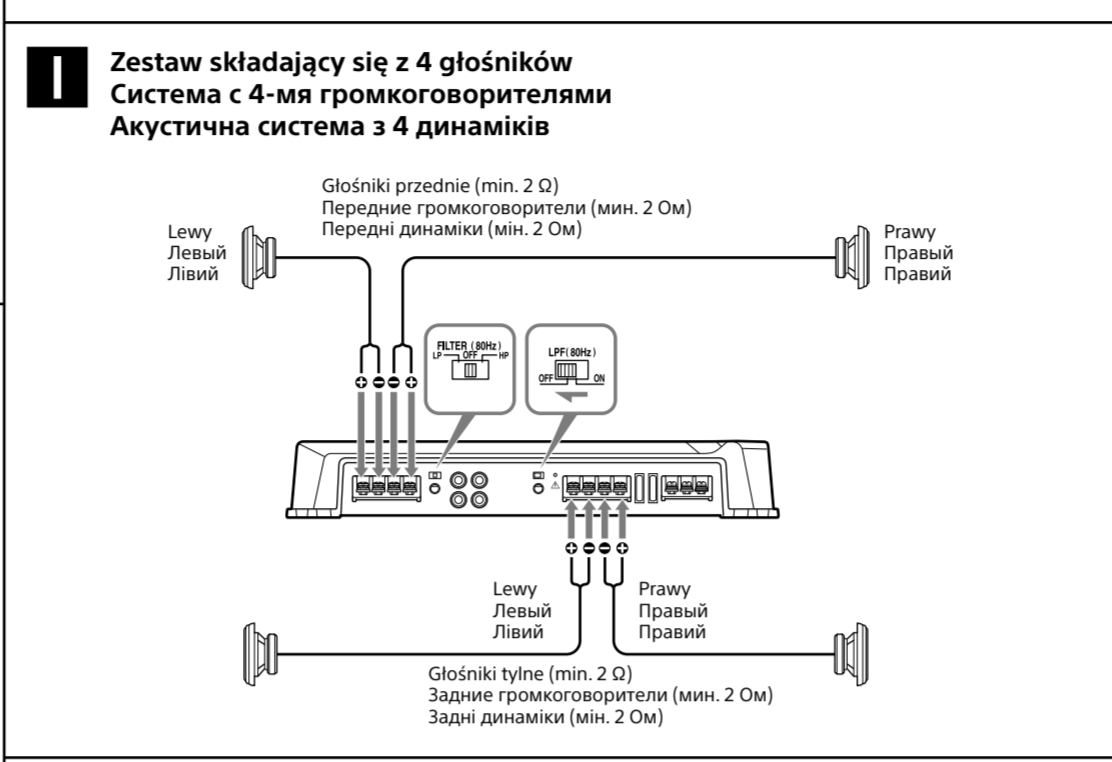 I
Zestaw składający się z 4 głośników
Система с 4-мя громкоговорителями
Акустична система з 4 динаміків
Głośniki przednie (min. 2 Ω)
Передние громкоговорители (мин. 2 Ом)
Передні динаміки (мін. 2 Ом)
Lewy
Левый
Лівий
Prawy
Правый
Правий
FILTER (80Hz)
LP OFF HP
LPF(80Hz)
OFF ON
Lewy
Левый
Лівий
Prawy
Правый
Правий
Głośniki tylne (min. 2 Ω)
Задние громкоговорители (мин. 2 Ом)
Задні динаміки (мін. 2 Ом)